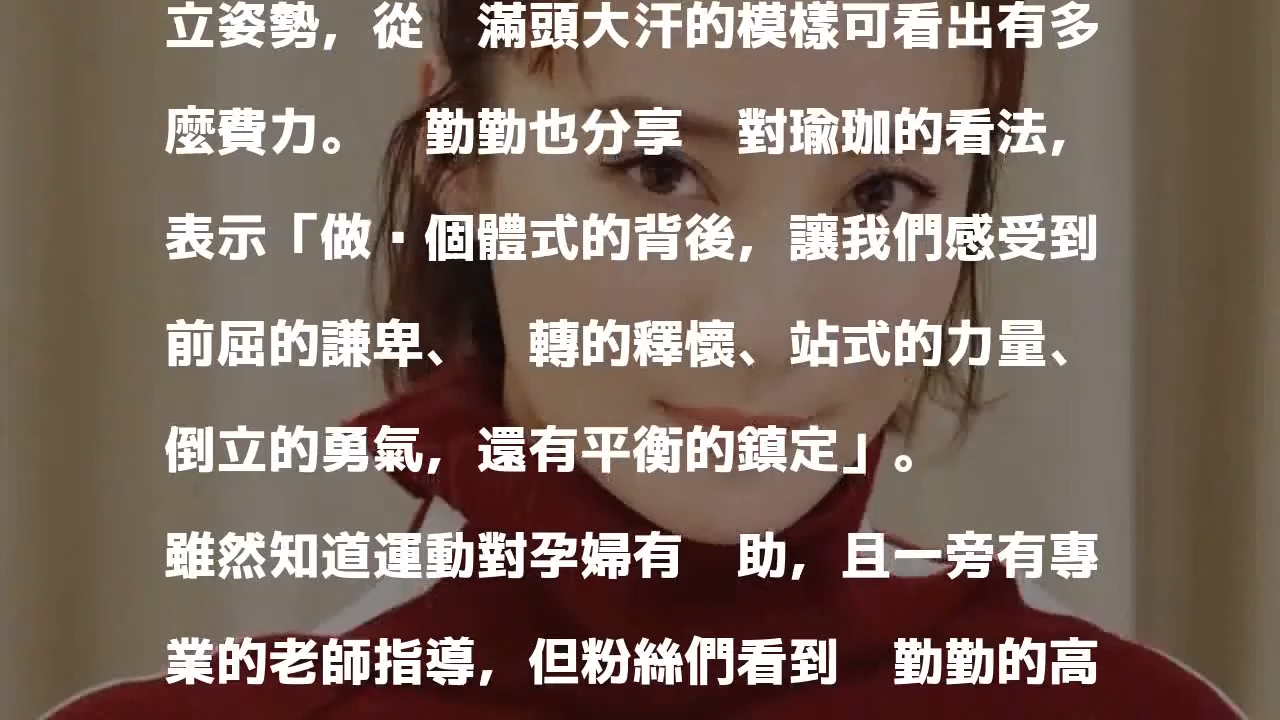 立姿勢，從　滿頭大汗的模樣可看出有多
麼費力。　勤勤也分享　對瑜珈的看法，
表示「做·個體式的背後，讓我們感受到
前屈的謙卑、　轉的釋懷、站式的力量、
倒立的勇氣，還有平衡的鎮定」。
雖然知道運動對孕婦有　助，且一旁有專
業的老師指導，但粉絲們看到　勤勤的高